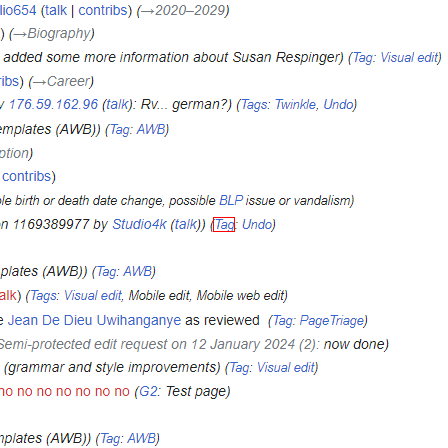 lio654 (talk | contribs) (→2020–2029)
) (→Biography)
added some more information about Susan Respinger) (Tag: Visual edit)
ibs) (→Career)
y 176.59.162.96 (talk): Rv... german?) (Tags: Twinkle, Undo)
emplates (AWB)) (Tag: AWB)
ption)
contribs)
le birth or death date change, possible BLP issue or vandalism)
n 1169389977 by Studio4k (talk)) (Tag: Undo)
plates (AWB)) (Tag: AWB)
alk) (Tags: Visual edit, Mobile edit, Mobile web edit)
e Jean De Dieu Uwihanganye as reviewed (Tag: PageTriage)
Semi-protected edit request on 12 January 2024 (2): now done)
(grammar and style improvements) (Tag: Visual edit)
no no no no no no no (G2: Test page)
mplates (AWB)) (Tag: AWB)